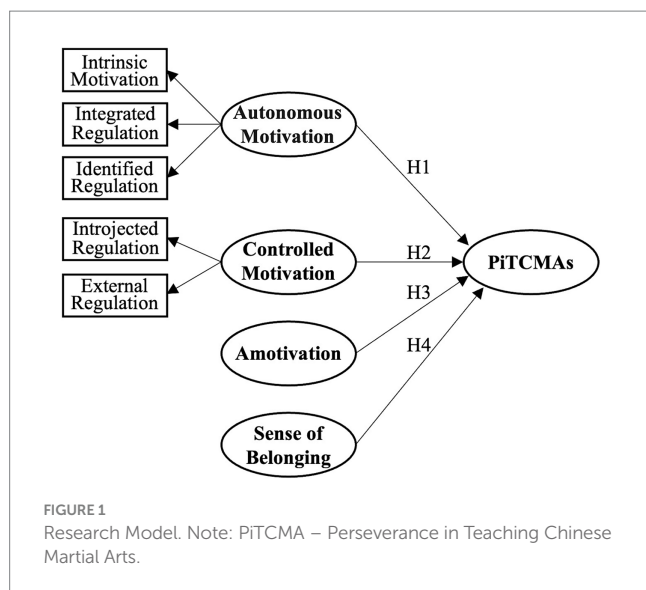 Intrinsic
Motivation
Integrated
Regulation
Identified
Regulation
Introjected
Regulation
External
Regulation
Autonomous
Motivation
Controlled
Motivation
Amotivation
Sense of
Belonging
H1
H2
H3
H4
PiTCMAs
FIGURE 1
Research Model. Note: PiTCMA – Perseverance in Teaching Chinese
Martial Arts.